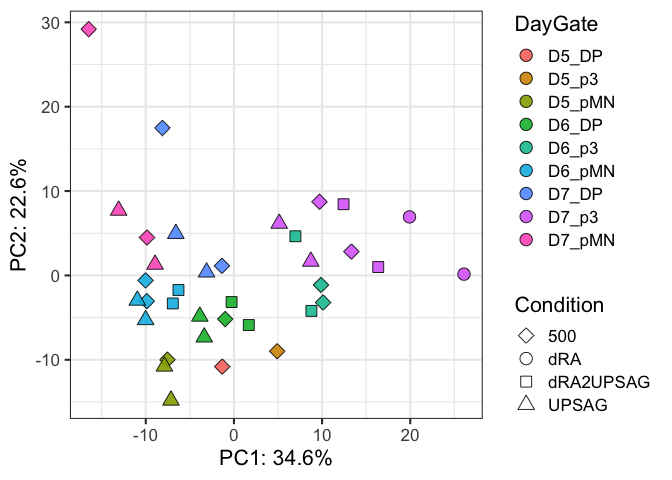 30
20
10
0
-10
-10
0
10
20
PC1: 34.6%
PC2: 22.6%
DayGate
D5_DP
D5_p3
D5_pMN
D6_DP
D6_p3
D6_pMN
D7_DP
D7_p3
D7_pMN
Condition
500
dRA
dRA2UPSAG
UPSAG